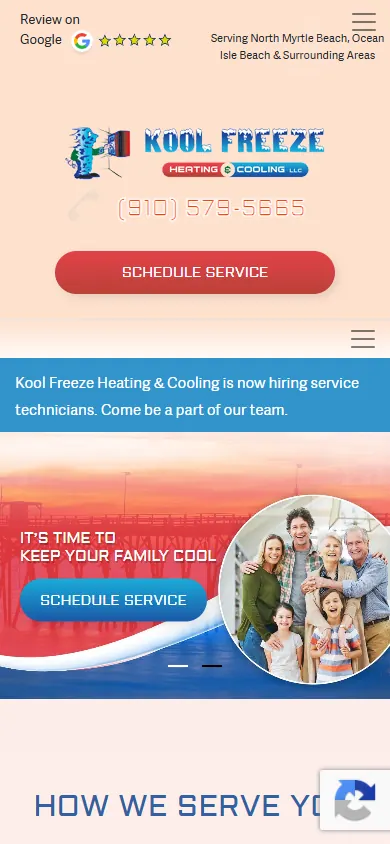 Review on
Google
Serving North Myrtle Beach, Ocean
Isle Beach & Surrounding Areas
KOOL FREEZE
HEATING $ COOLING LLC
(910) 579-5665
SCHEDULE SERVICE
Kool Freeze Heating & Cooling is now hiring service
technicians. Come be a part of our team.
IT'S TIME TO
KEEP YOUR FAMILY COOL
SCHEDULE SERVICE
HOW WE SERVE